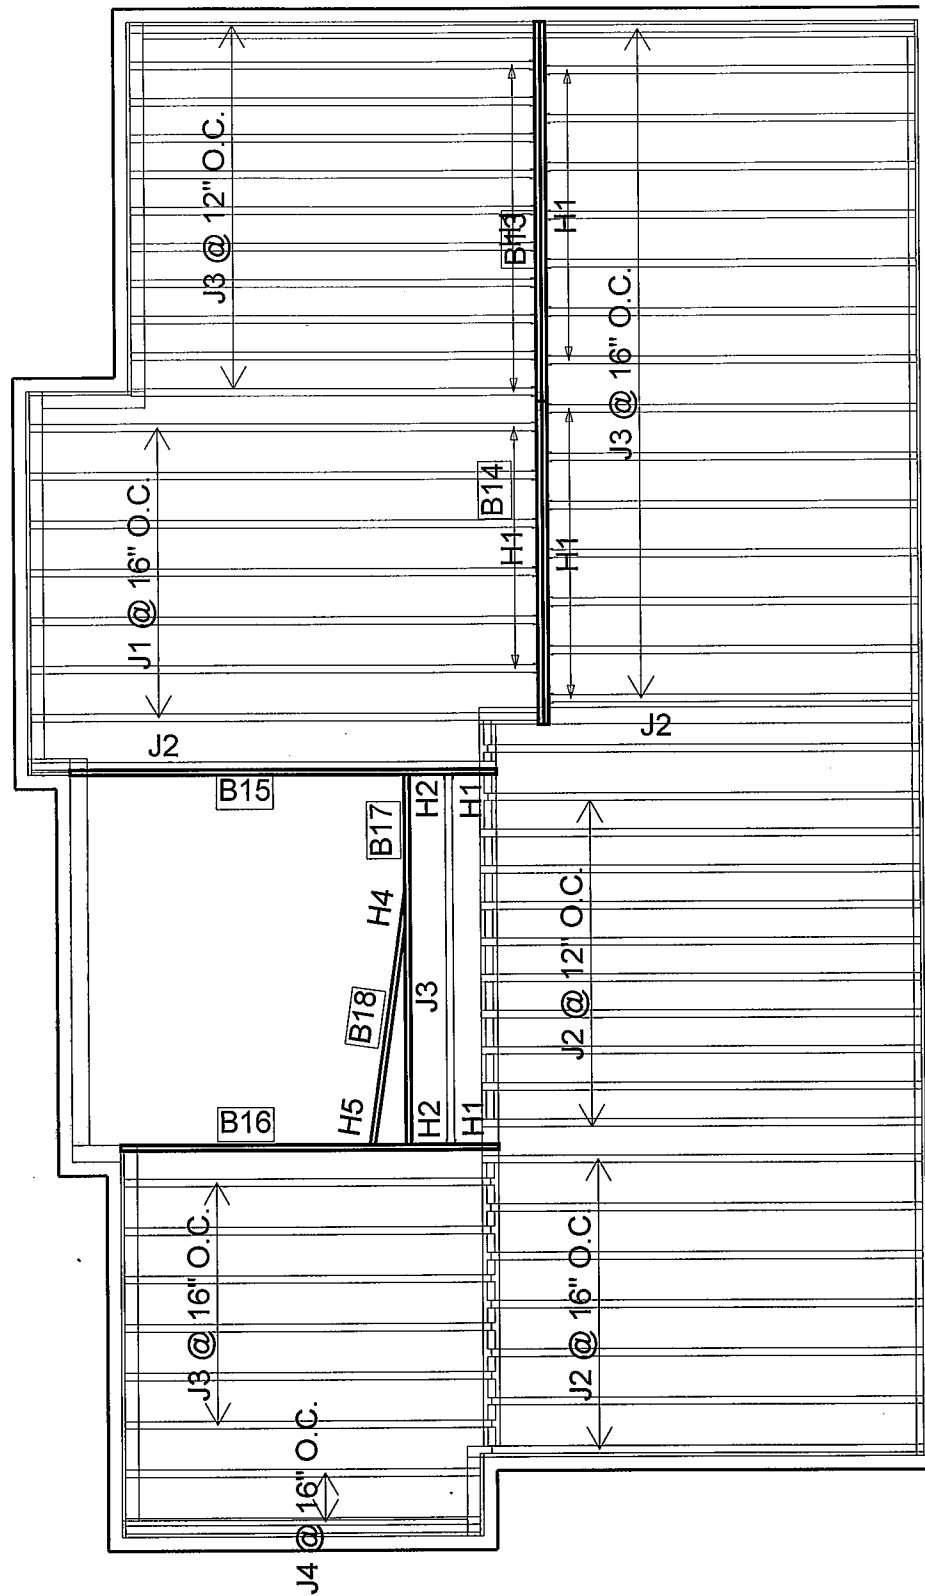 J3 @ 12" O.C.
B13
H1
J3 @ 16" O.C.
J1 @ 16" O.C.
B14
H1
H1
J2
J2
B15
B17
H2
H1
H4
J2 @ 12" O.C.
B18
J3
H5
B16
H2
H1
J3 @ 16" O.C.
J2 @ 16" O.C.
J4 @ 16" O.C.